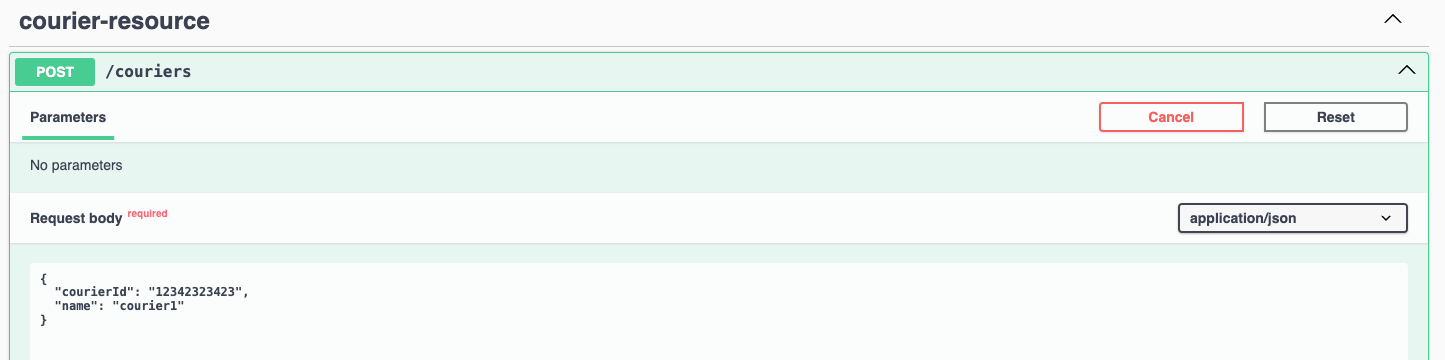 courier-resource
POST /couriers
Parameters Cancel Reset
No parameters
Request body required application/json
{
  "courierId": "12342323423",
  "name": "courier1"
}